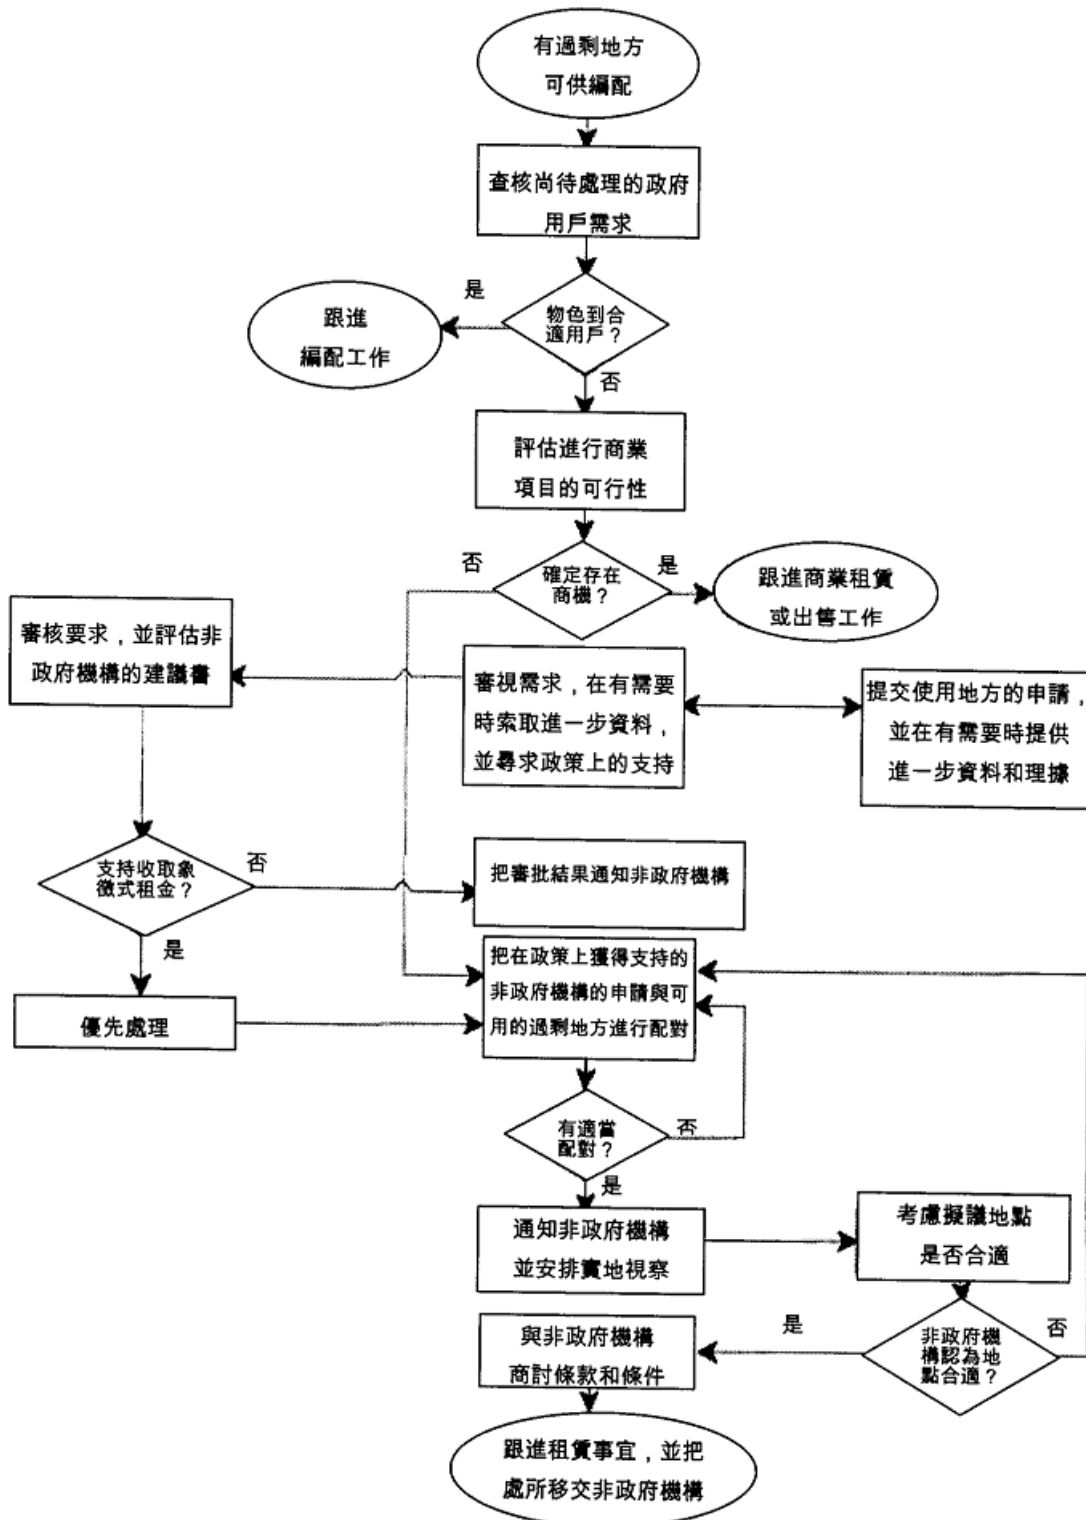 有過剩地方
可供編配
查核尚待處理的政府
用戶需求
是
物色到合
適用戶？
跟進
編配工作
否
評估進行商業
項目的可行性
否
確定存在
商機？
是
跟進商業租賃
或出售工作
審核要求，並評估非
政府機構的建議書
審視需求，在有需要
時索取進一步資料，
並尋求政策上的支持
提交使用地方的申請，
並在有需要時提供
進一步資料和理據
支持收取象
徵式租金？
否
把審批結果通知非政府機構
是
把在政策上獲得支持的
非政府機構的申請與可
用的過剩地方進行配對
優先處理
有適當
配對？
否
是
通知非政府機構
並安排實地視察
考慮擬議地點
是否合適
與非政府機構
商討條款和條件
是
非政府機
構認為地
點合適？
否
跟進租賃事宜，並把
處所移交非政府機構